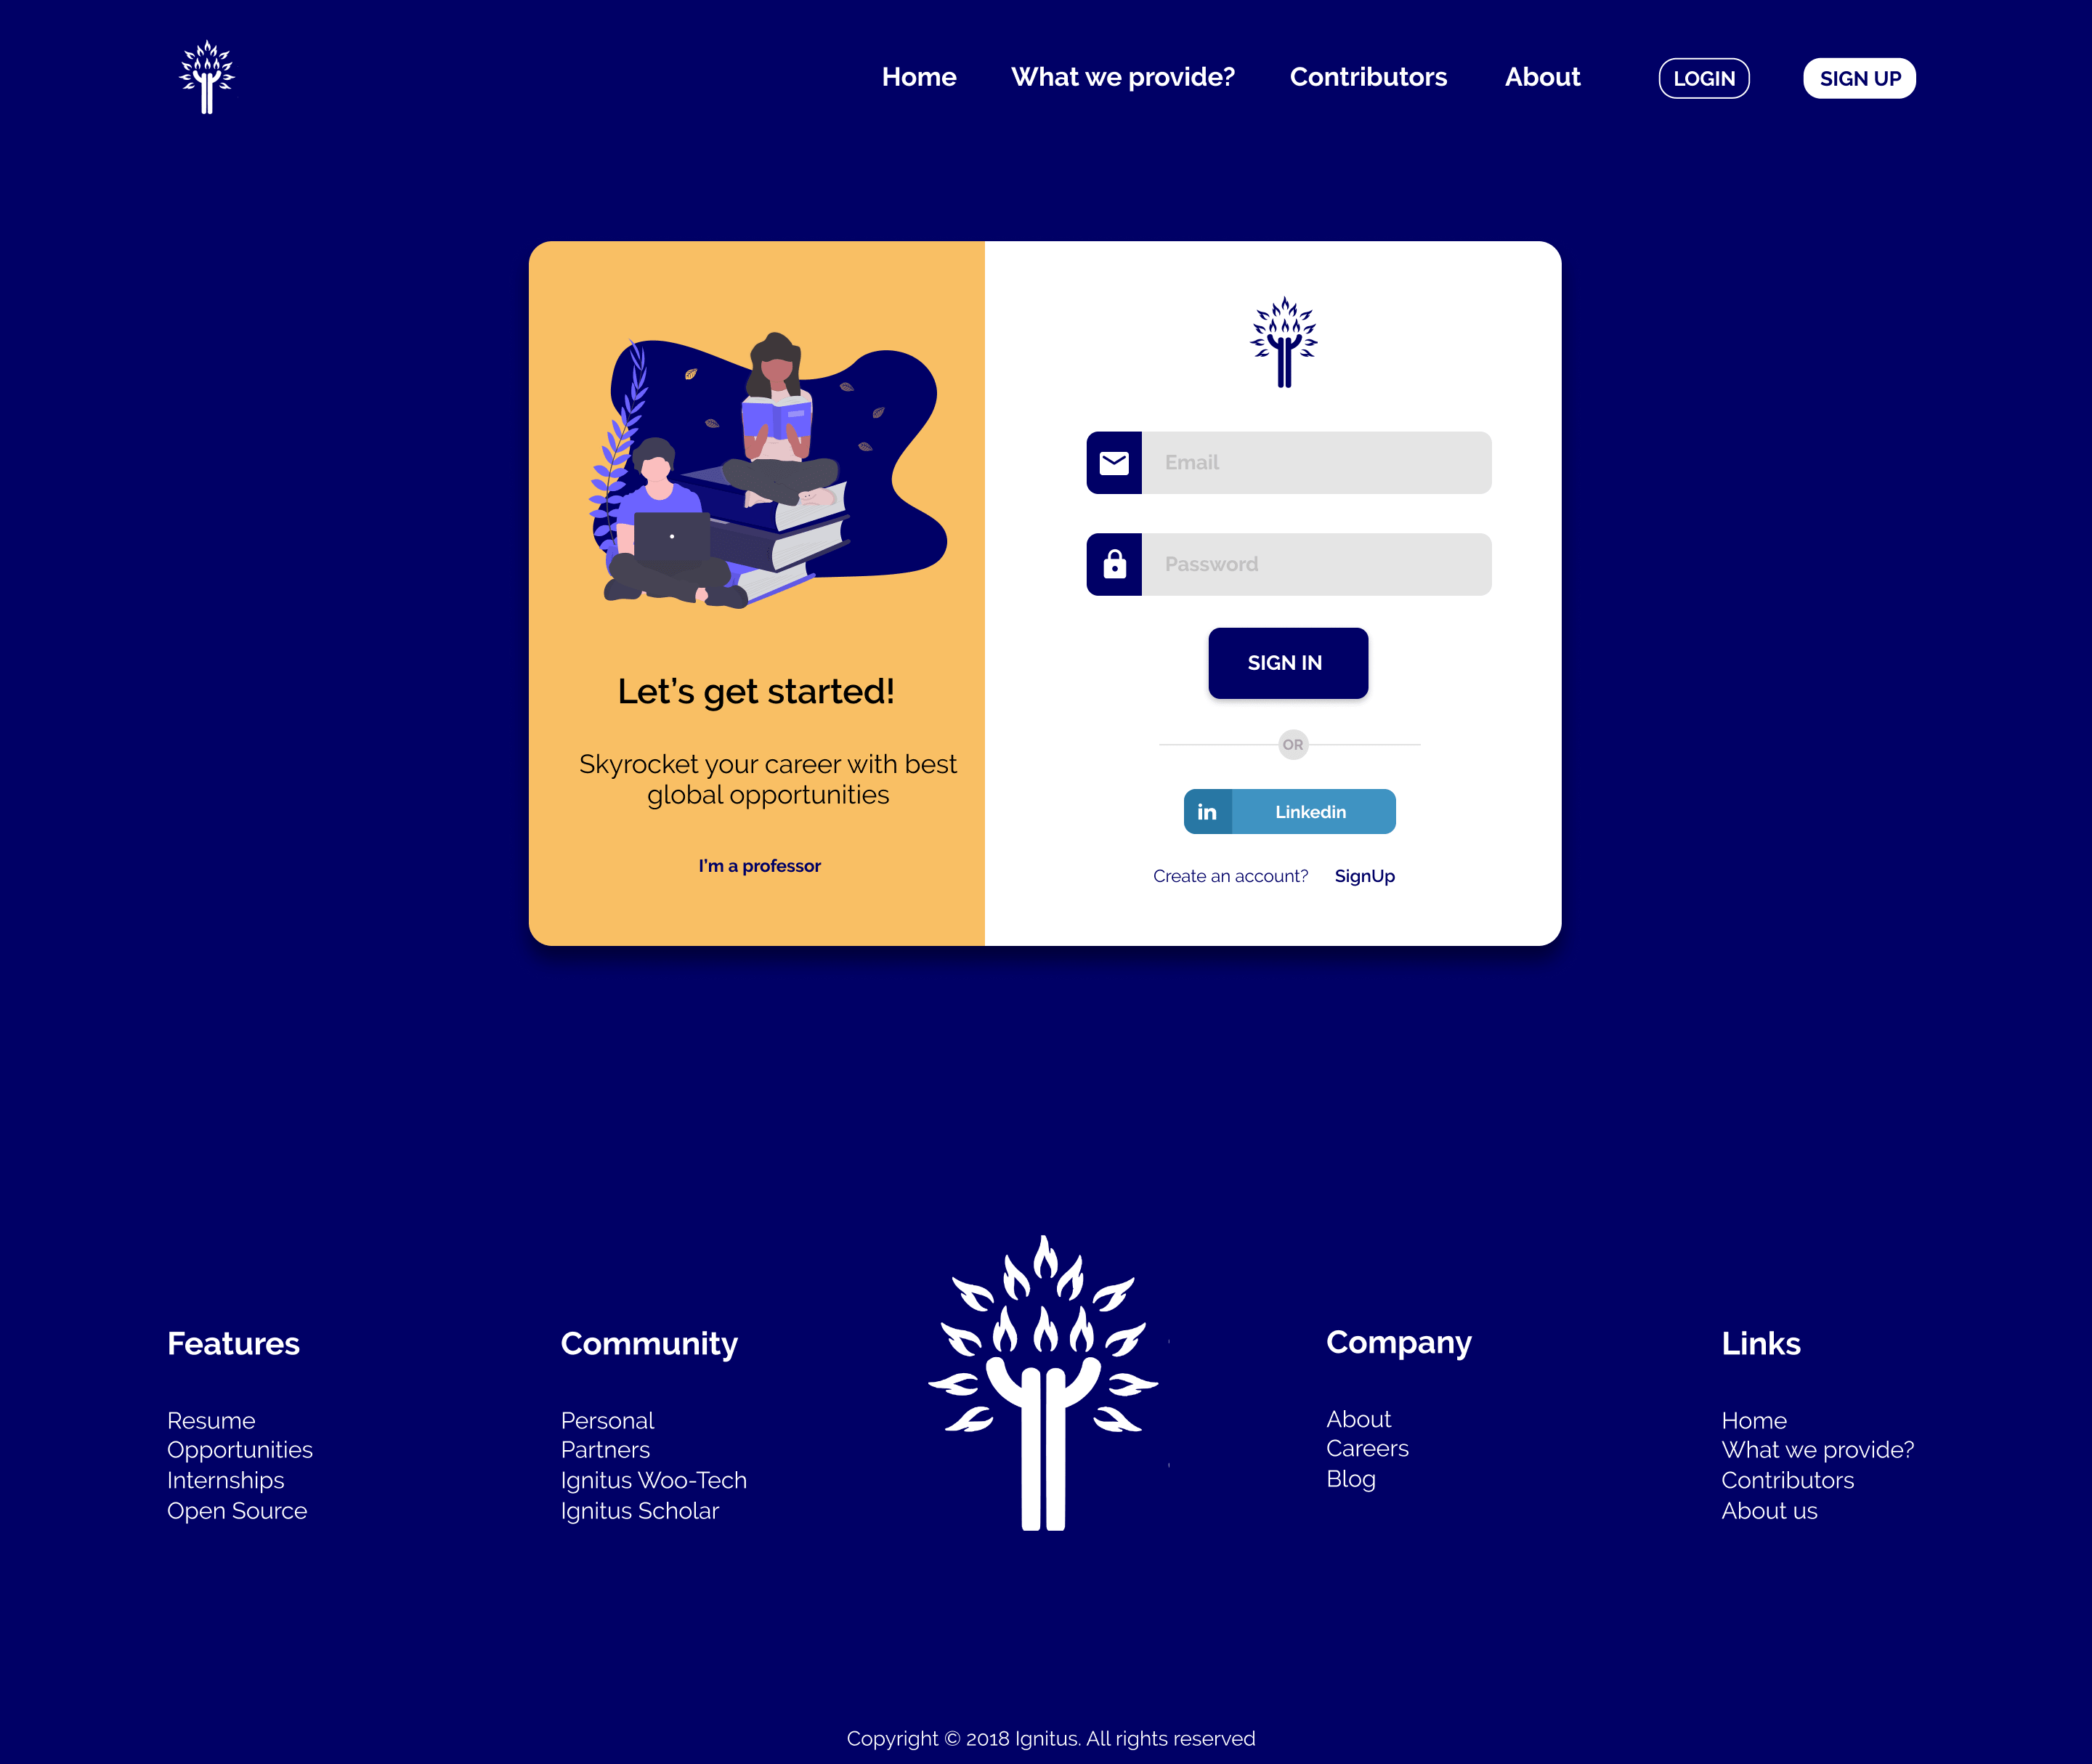 Home What we provide? Contributors About LOGIN SIGN UP
Let's get started!
Skyrocket your career with best
global opportunities
I'm a professor
Email
Password
SIGN IN
OR
in Linkedin
Create an account? SignUp
Features
Resume
Opportunities
Internships
Open Source
Community
Personal
Partners
Ignitus Woo-Tech
Ignitus Scholar
Company
About
Careers
Blog
Links
Home
What we provide?
Contributors
About us
Copyright © 2018 Ignitus. All rights reserved